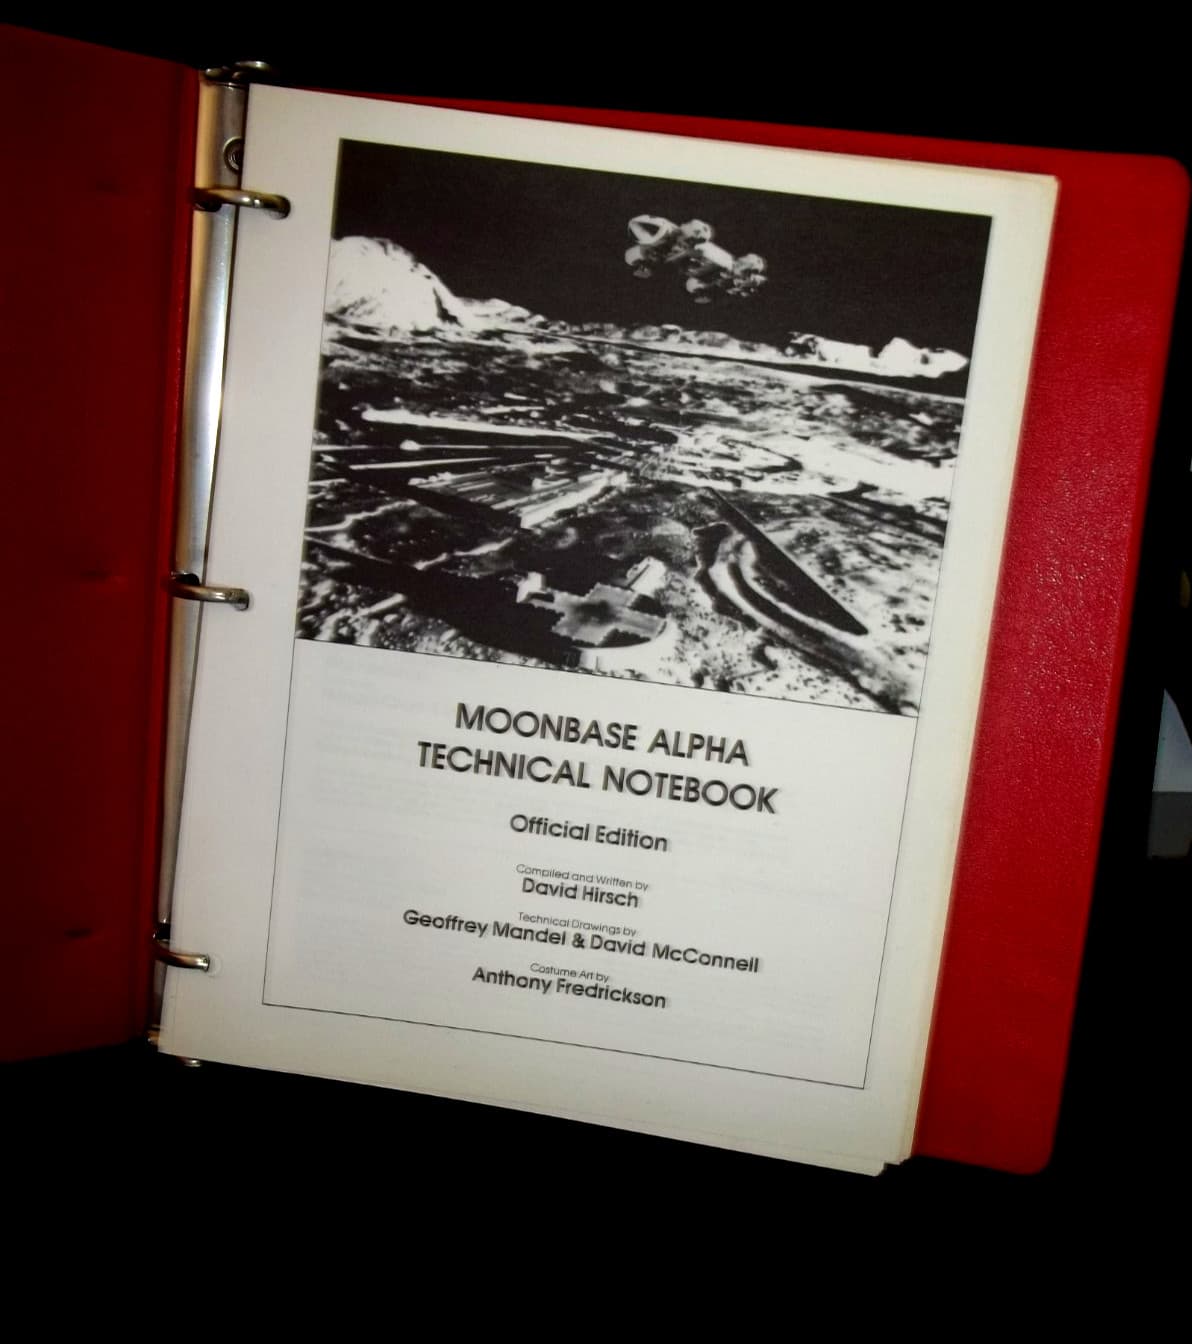 MOONBASE ALPHA
TECHNICAL NOTEBOOK
Official Edition
Compiled and Written by
David Hirsch
Technical Drawings by
Geoffrey Mandel & David McConnell
Costume Art by
Anthony Fredrickson